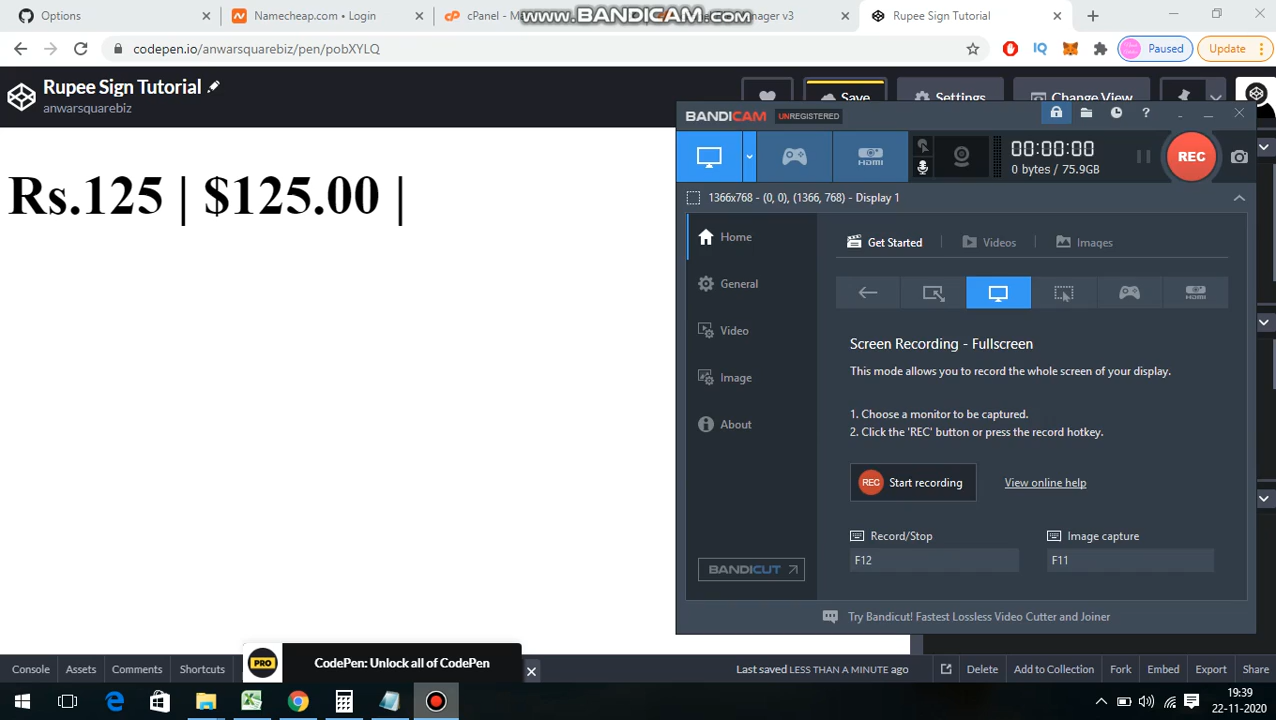 Options
Namecheap.com • Login
cPanel - M
www.BANDICAM.com
nager v3
Rupee Sign Tutorial
codepen.io/anwarsquarebiz/pen/pobXYLQ
IQ
Paused
Update
Rupee Sign Tutorial
anwarsquarebiz
Save
Settings
Change View
Rs.125 | $125.00 |
BANDICAM UNREGISTERED
HDMI
00:00:00
0 bytes / 75.9GB
REC
1366x768 - (0, 0), (1366, 768) - Display 1
Home
General
Video
Image
About
Get Started
Videos
Images
Screen Recording - Fullscreen
This mode allows you to record the whole screen of your display.
1. Choose a monitor to be captured.
2. Click the 'REC' button or press the record hotkey.
REC Start recording
View online help
Record/Stop
Image capture
F12
F11
BANDICUT
Try Bandicut! Fastest Lossless Video Cutter and Joiner
PRO CodePen: Unlock all of CodePen
Console
Assets
Comments
Shortcuts
Last saved LESS THAN A MINUTE ago
Delete
Add to Collection
Fork
Embed
Export
Share
19:39
22-11-2020